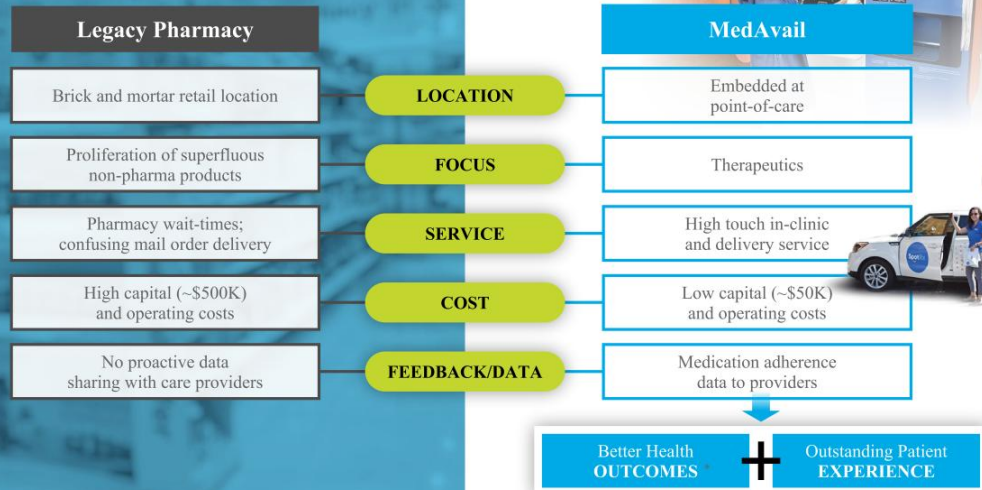 Legacy Pharmacy
MedAvail
Brick and mortar retail location
LOCATION
Embedded at
point-of-care
Proliferation of superfluous
non-pharma products
FOCUS
Therapeutics
Pharmacy wait-times;
confusing mail order delivery
SERVICE
High touch in-clinic
and delivery service
SpotRx
High capital (~$500K)
and operating costs
COST
Low capital (~$50K)
and operating costs
No proactive data
sharing with care providers
FEEDBACK/DATA
Medication adherence
data to providers
Better Health
OUTCOMES
+
Outstanding Patient
EXPERIENCE